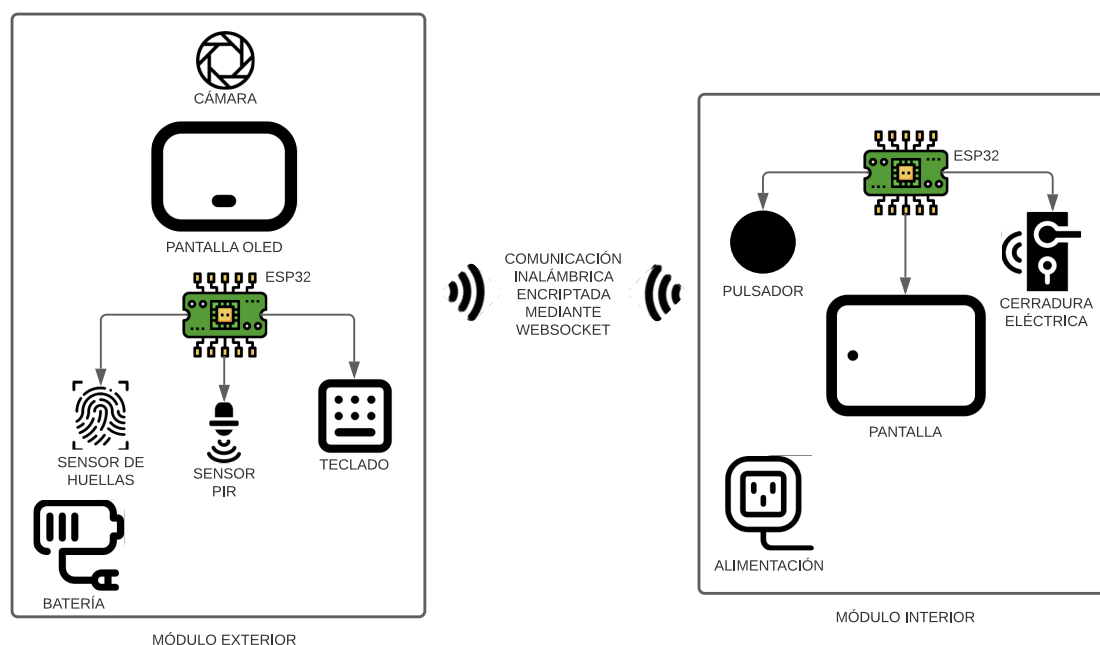 CÁMARA
PANTALLA OLED
ESP32
SENSOR DE
HUELLAS
SENSOR
PIR
TECLADO
BATERÍA
MÓDULO EXTERIOR
COMUNICACIÓN
INALÁMBRICA
ENCRIPTADA
MEDIANTE
WEBSOCKET
ESP32
PULSADOR
CERRADURA
ELÉCTRICA
PANTALLA
ALIMENTACIÓN
MÓDULO INTERIOR